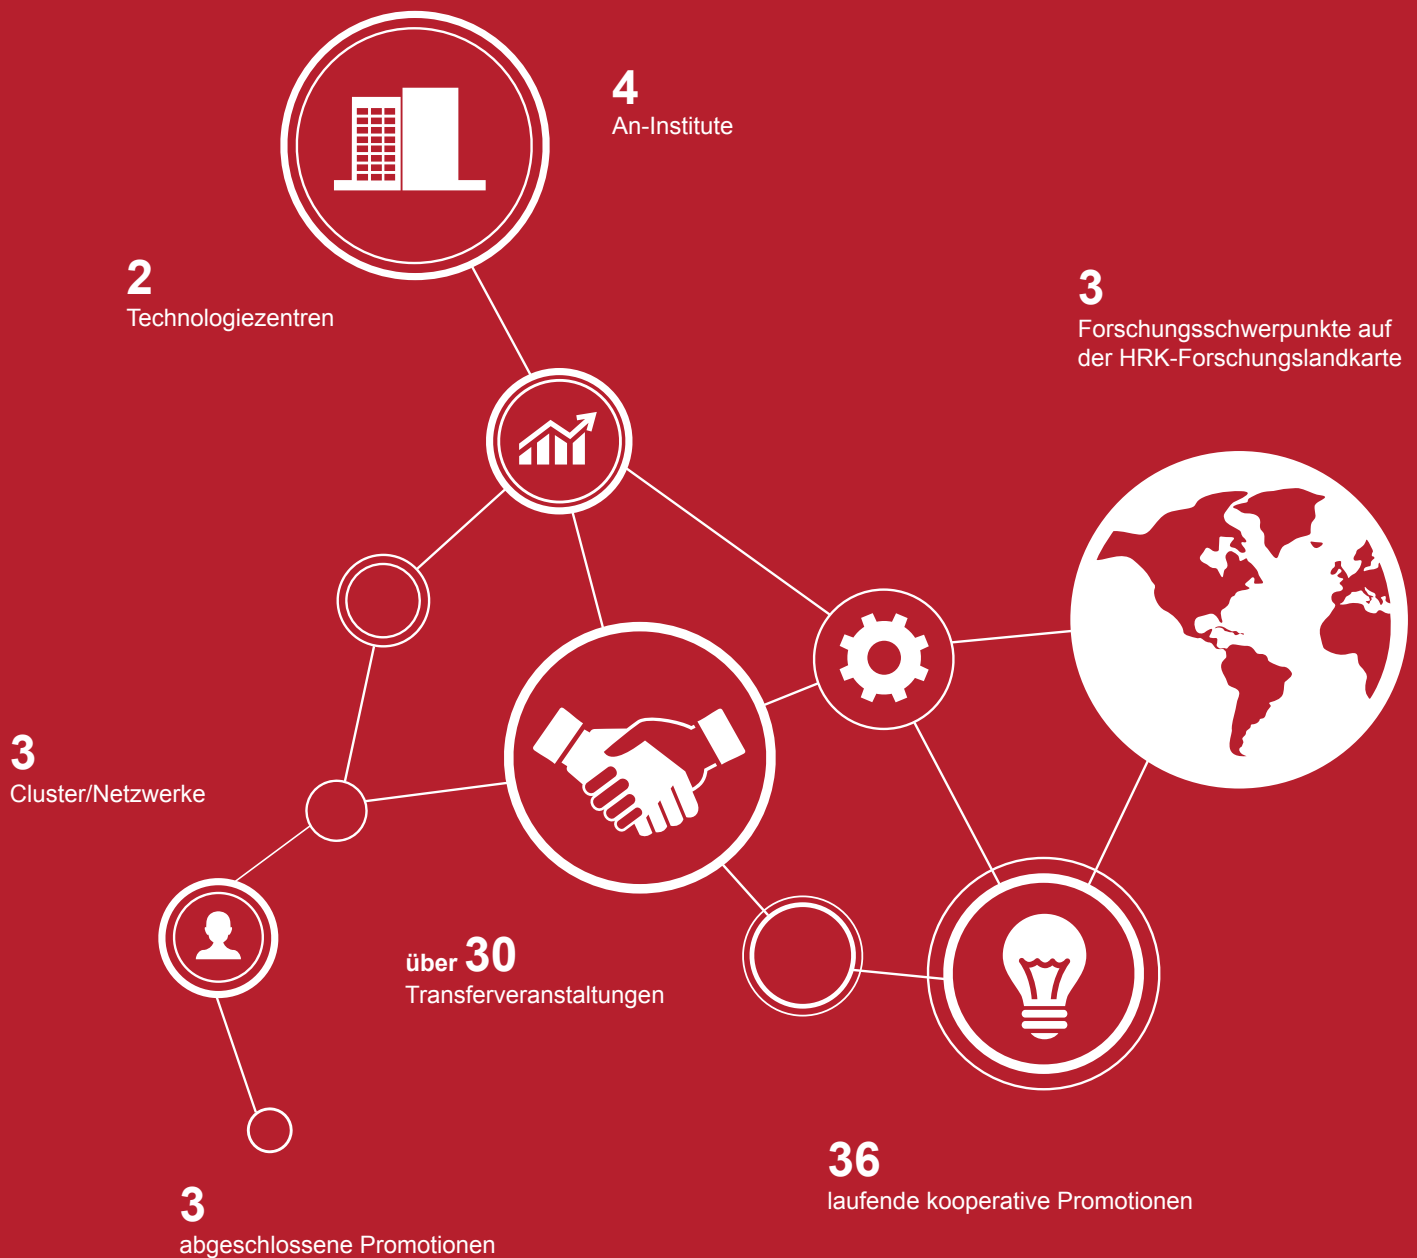 4
An-Institute
2
Technologiezentren
3
Forschungsschwerpunkte auf
der HRK-Forschungslandkarte
3
Cluster/Netzwerke
über 30
Transferveranstaltungen
36
laufende kooperative Promotionen
3
abgeschlossene Promotionen